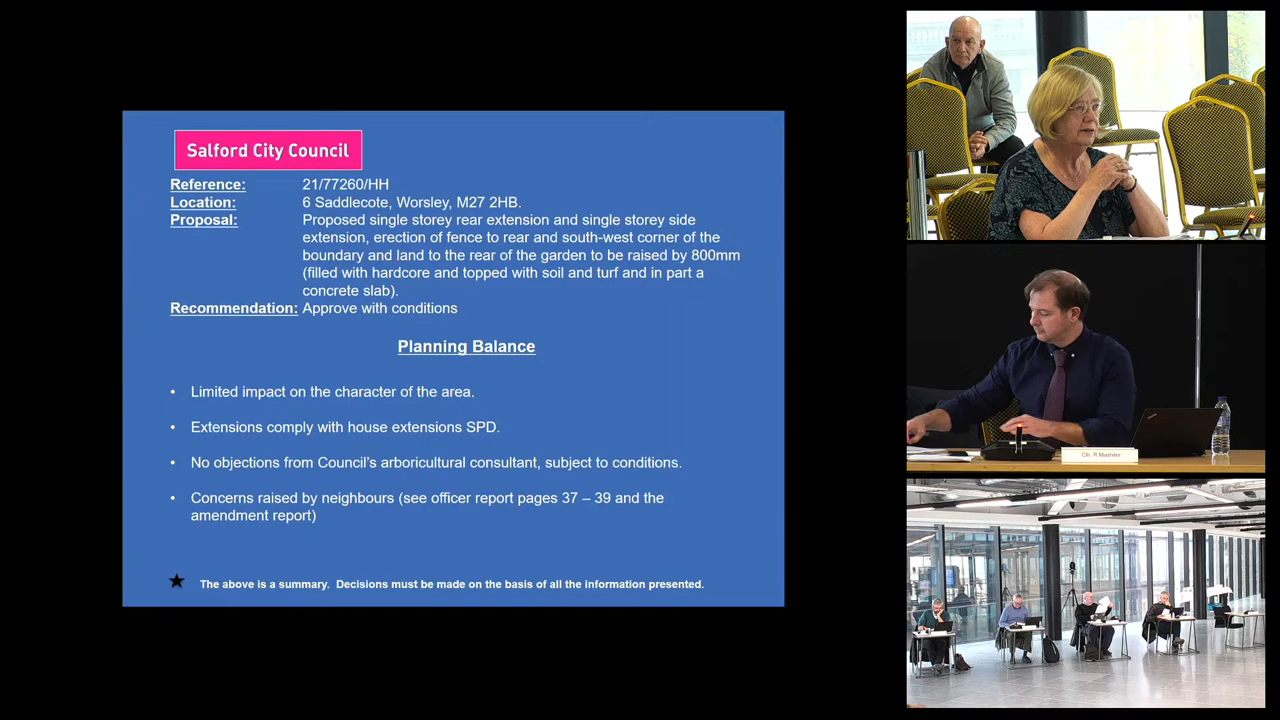 Salford City Council
Reference: 21/77260/HH
Location: 6 Saddlecote, Worsley, M27 2HB.
Proposal: Proposed single storey rear extension and single storey side
extension, erection of fence to rear and south-west corner of the
boundary and land to the rear of the garden to be raised by 800mm
(filled with hardcore and topped with soil and turf and in part a
concrete slab).
Recommendation: Approve with conditions
Planning Balance
• Limited impact on the character of the area.
• Extensions comply with house extensions SPD.
• No objections from Council's arboricultural consultant, subject to conditions.
• Concerns raised by neighbours (see officer report pages 37 – 39 and the
amendment report)
★ The above is a summary. Decisions must be made on the basis of all the information presented.
Cllr. R Mashiter